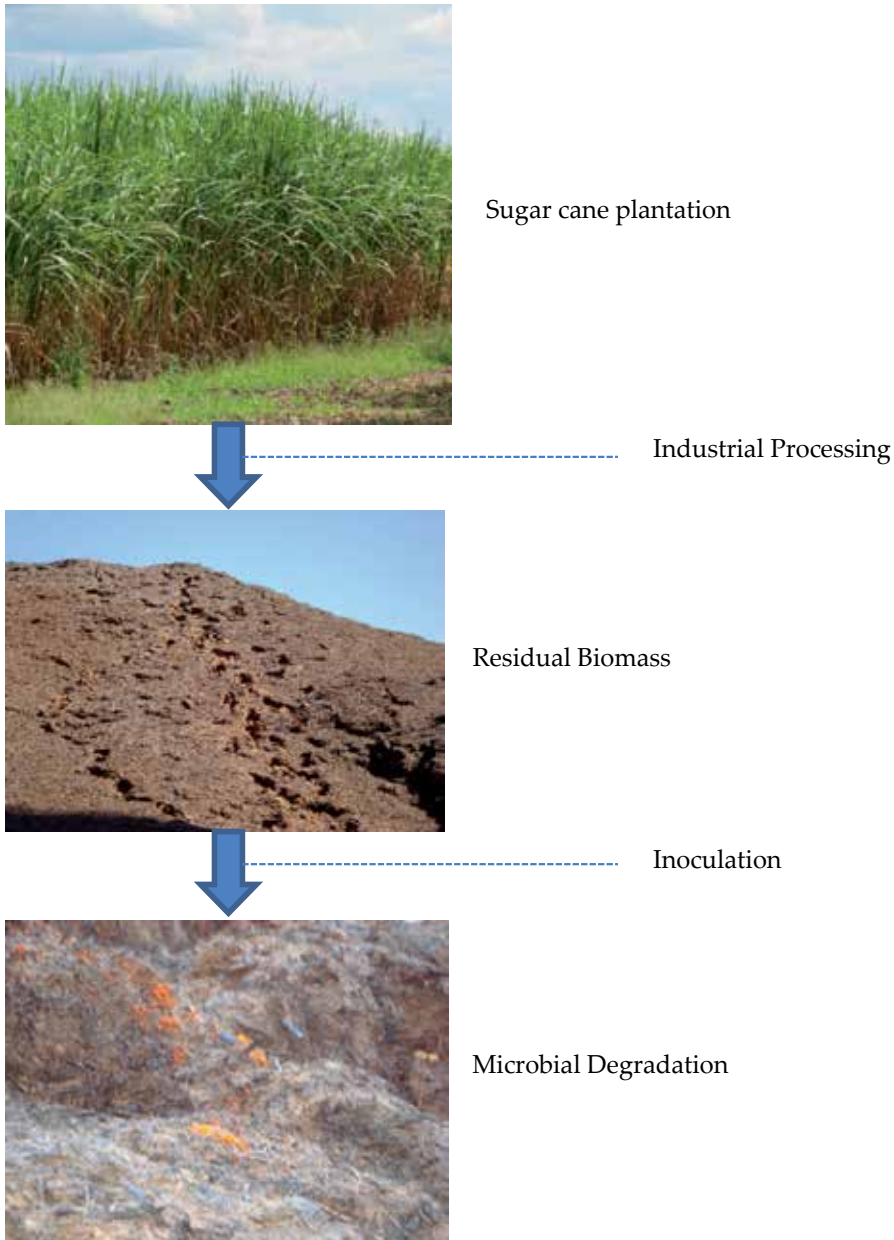 Sugar cane plantation
Industrial Processing
Residual Biomass
Inoculation
Microbial Degradation